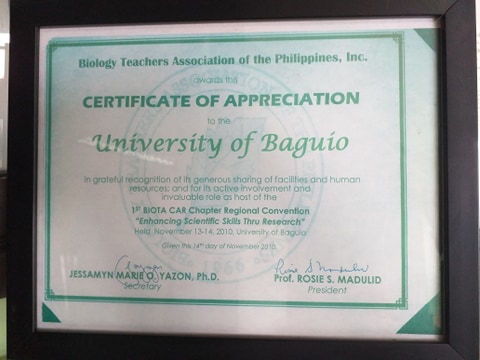 Biology Teachers Association of the Philippines, Inc.
awards this
CERTIFICATE OF APPRECIATION
to the
University of Baguio
in grateful recognition of its generous sharing of facilities and human
resources; and for its active involvement and
invaluable role as host of the
1ST BIOTA CAR Chapter Regional Convention
"Enhancing Scientific Skills Thru Research"
Held November 13-14, 2010, University of Baguio
Given this 14th day of November 2010.
JESSAMYN MARIE O. YAZON, Ph.D.
Secretary
Prof. ROSIE S. MADULID
President
1966